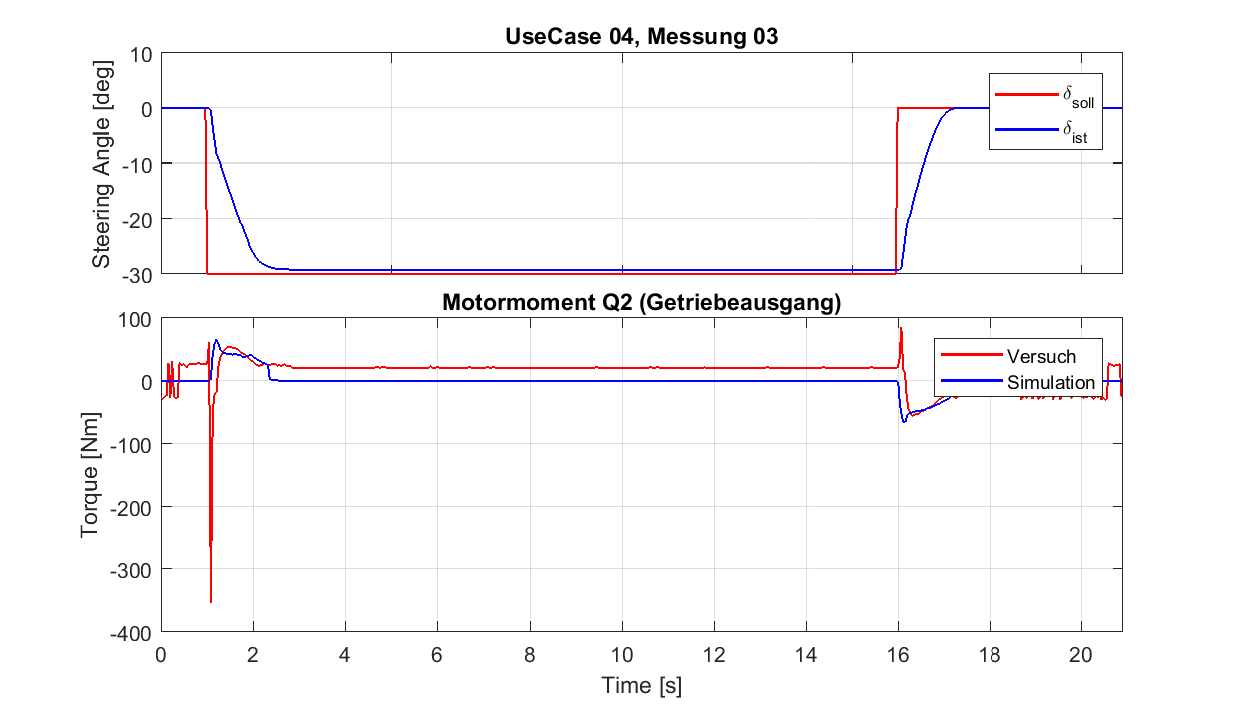 UseCase 04, Messung 03
10
0
-10
-20
-30
Steering Angle [deg]
δsoll
δist
Motormoment Q2 (Getriebeausgang)
100
0
-100
-200
-300
-400
Torque [Nm]
Versuch
Simulation
0 2 4 6 8 10 12 14 16 18 20
Time [s]